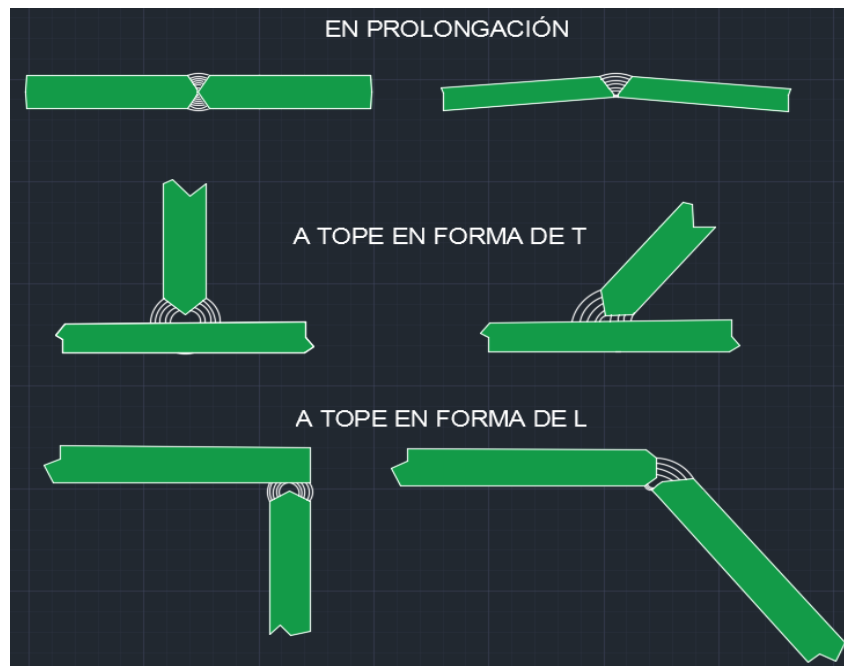 EN PROLONGACIÓN
A TOPE EN FORMA DE T
A TOPE EN FORMA DE L